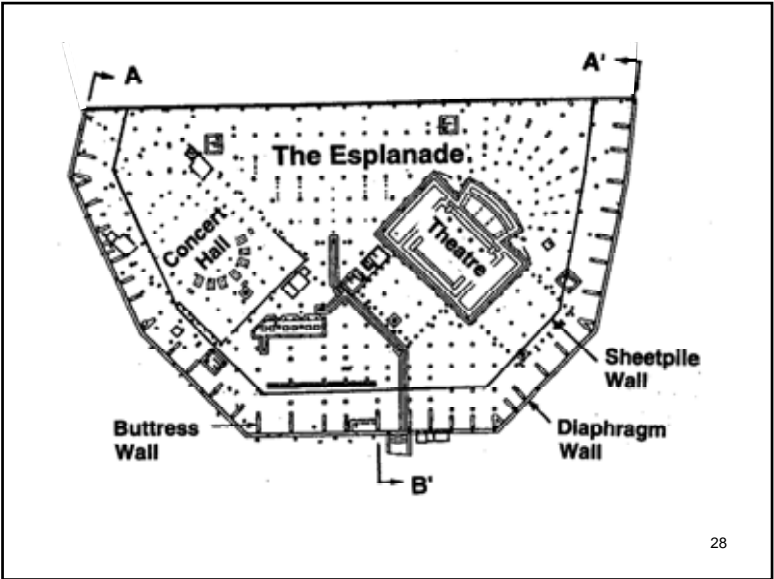 A
A'
The Esplanade.
Concert
Hall
Theatre
Sheetpile
Wall
Buttress
Wall
Diaphragm
Wall
B'
28